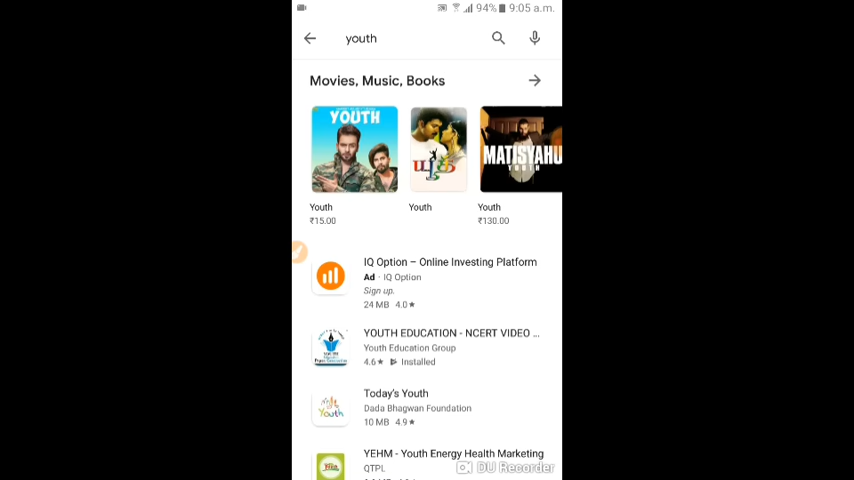 94% 9:05 a.m.
youth
Movies, Music, Books
YOUTH
யூத்
MATISYAHU
YOUTH
Youth
Youth
Youth
₹15.00
₹130.00
IQ Option – Online Investing Platform
Ad · IQ Option
Sign up.
24 MB 4.0★
YOUTH EDUCATION - NCERT VIDEO ...
Youth Education Group
4.6★ Installed
Today's Youth
Dada Bhagwan Foundation
10 MB 4.9★
Youth
YEHM - Youth Energy Health Marketing
QTPL
DU Recorder